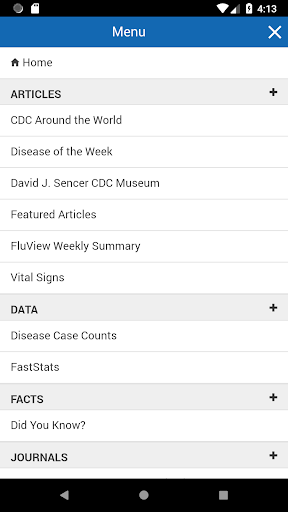 4:13
Menu
Home
ARTICLES
CDC Around the World
Disease of the Week
David J. Sencer CDC Museum
Featured Articles
FluView Weekly Summary
Vital Signs
DATA
Disease Case Counts
FastStats
FACTS
Did You Know?
JOURNALS